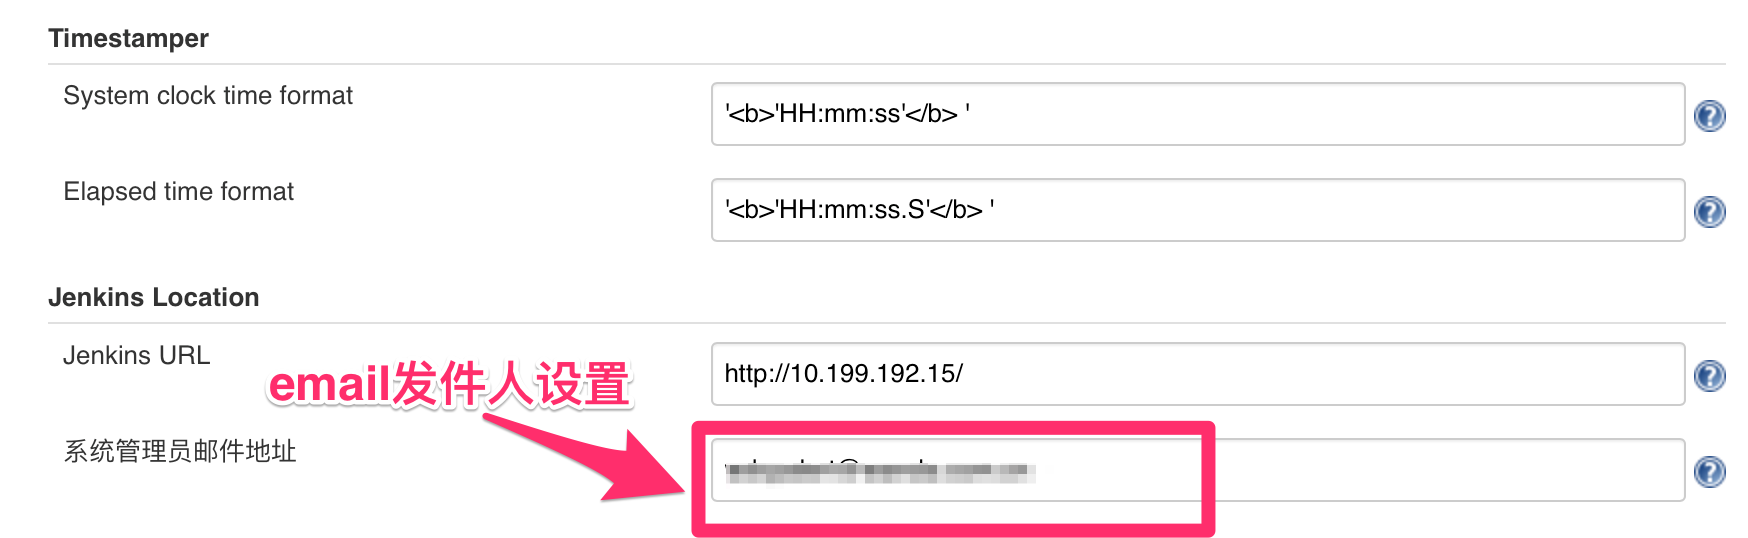 Timestamper
System clock time format
'<b>'HH:mm:ss'</b> '
Elapsed time format
'<b>'HH:mm:ss.S'</b> '
Jenkins Location
Jenkins URL
http://10.199.192.15/
email发件人设置
系统管理员邮件地址